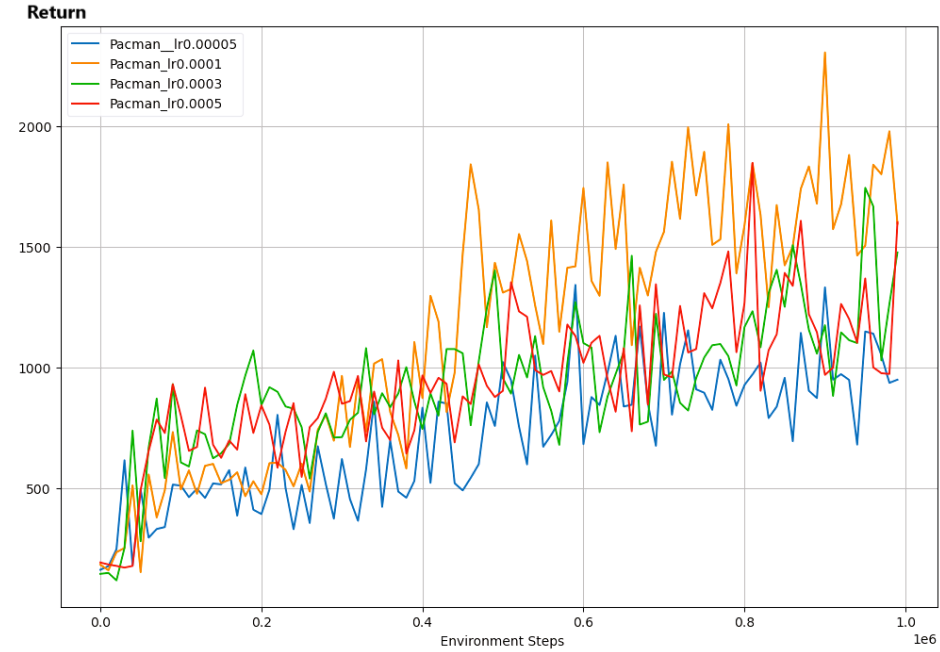 Return
Pacman__lr0.00005
Pacman_lr0.0001
Pacman_lr0.0003
Pacman_lr0.0005
2000
1500
1000
500
0.0 0.2 0.4 0.6 0.8 1.0
Environment Steps 1e6